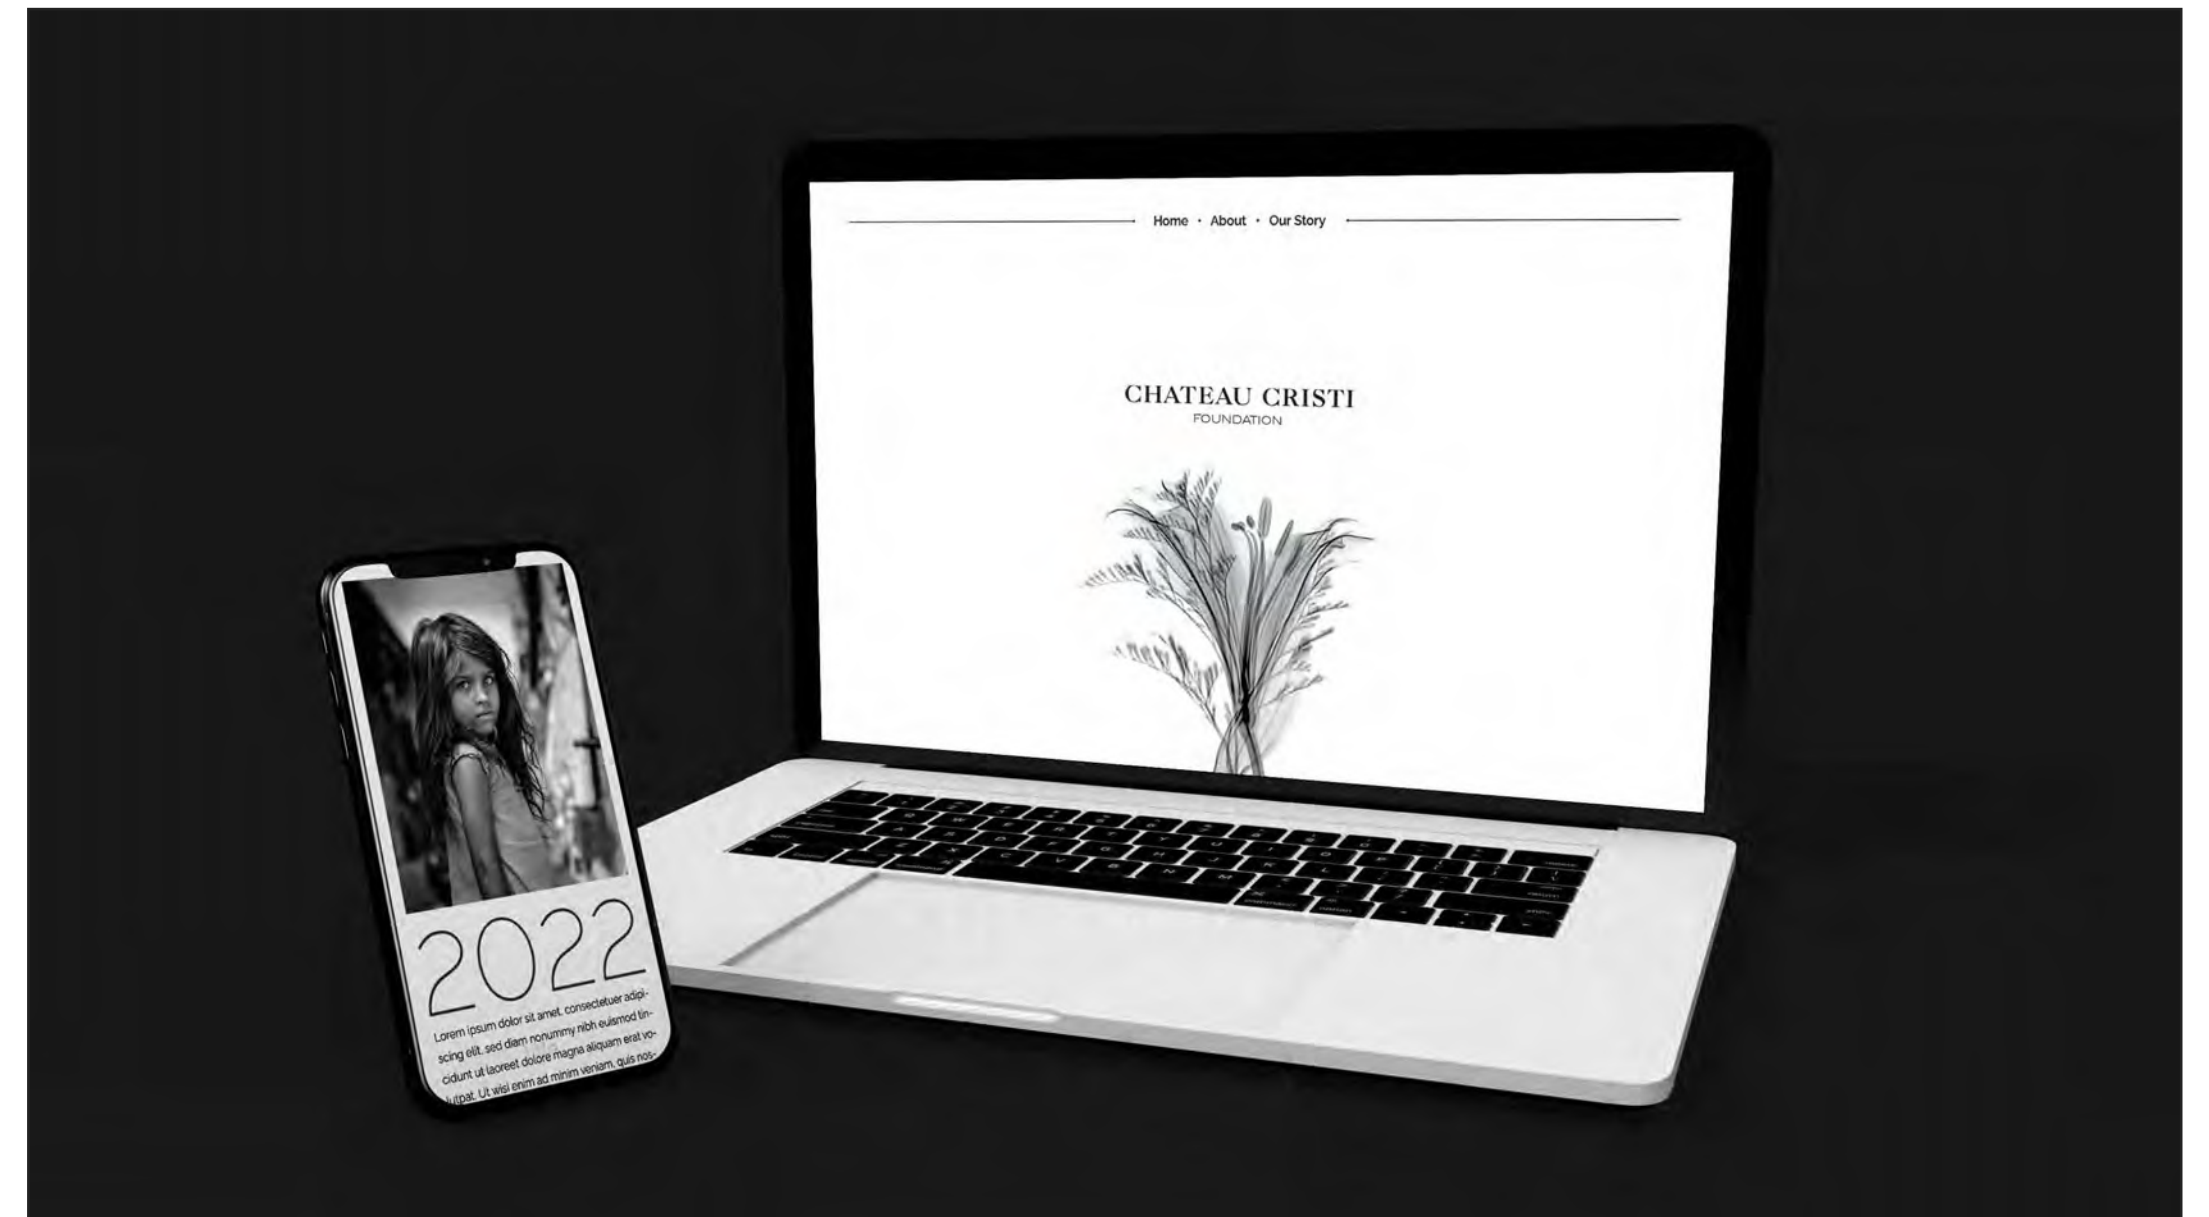 Home · About · Our Story
CHATEAU CRISTI
FOUNDATION
2022
Lorem ipsum dolor sit amet, consectetuer adipi-
scing elit, sed diam nonummy nibh euismod tin-
cidunt ut laoreet dolore magna aliquam erat vo-
lutpat. Ut wisi enim ad minim veniam, quis nos-